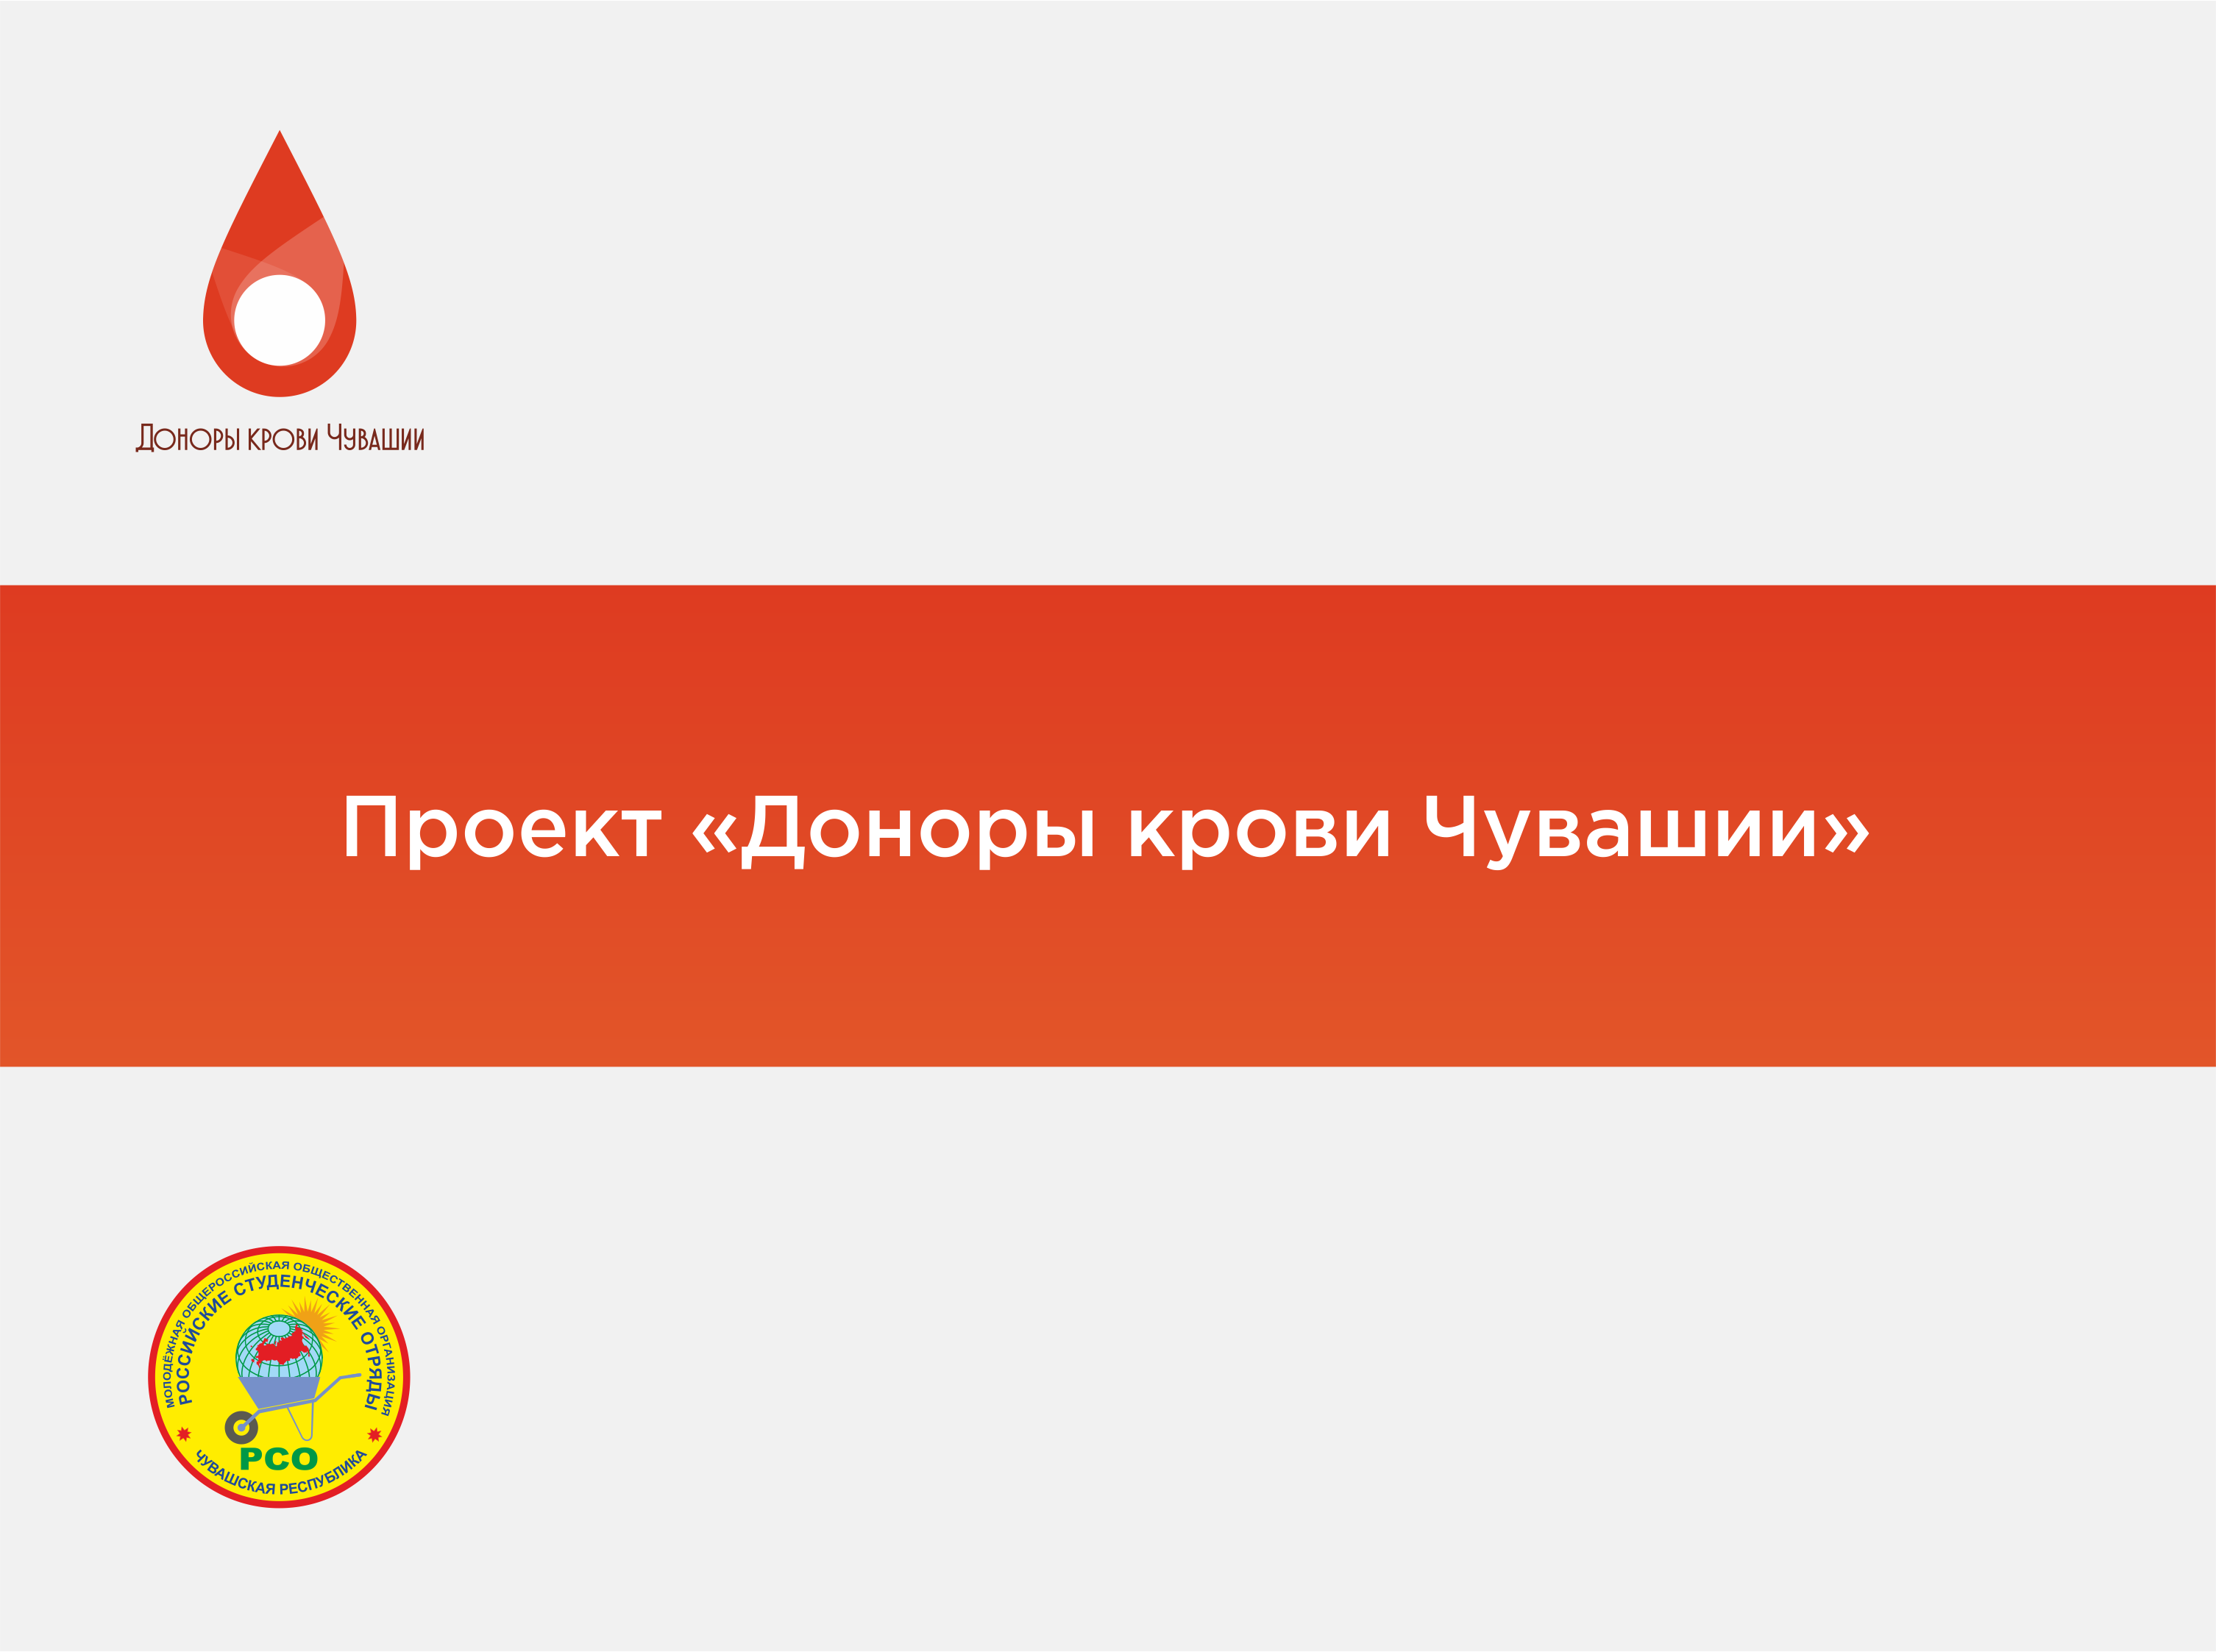 Доноры крови Чувашии
Проект «Доноры крови Чувашии»
МОЛОДЁЖНАЯ ОБЩЕРОССИЙСКАЯ ОБЩЕСТВЕННАЯ ОРГАНИЗАЦИЯ
РОССИЙСКИЕ СТУДЕНЧЕСКИЕ ОТРЯДЫ
РСО
ЧУВАШСКАЯ РЕСПУБЛИКА